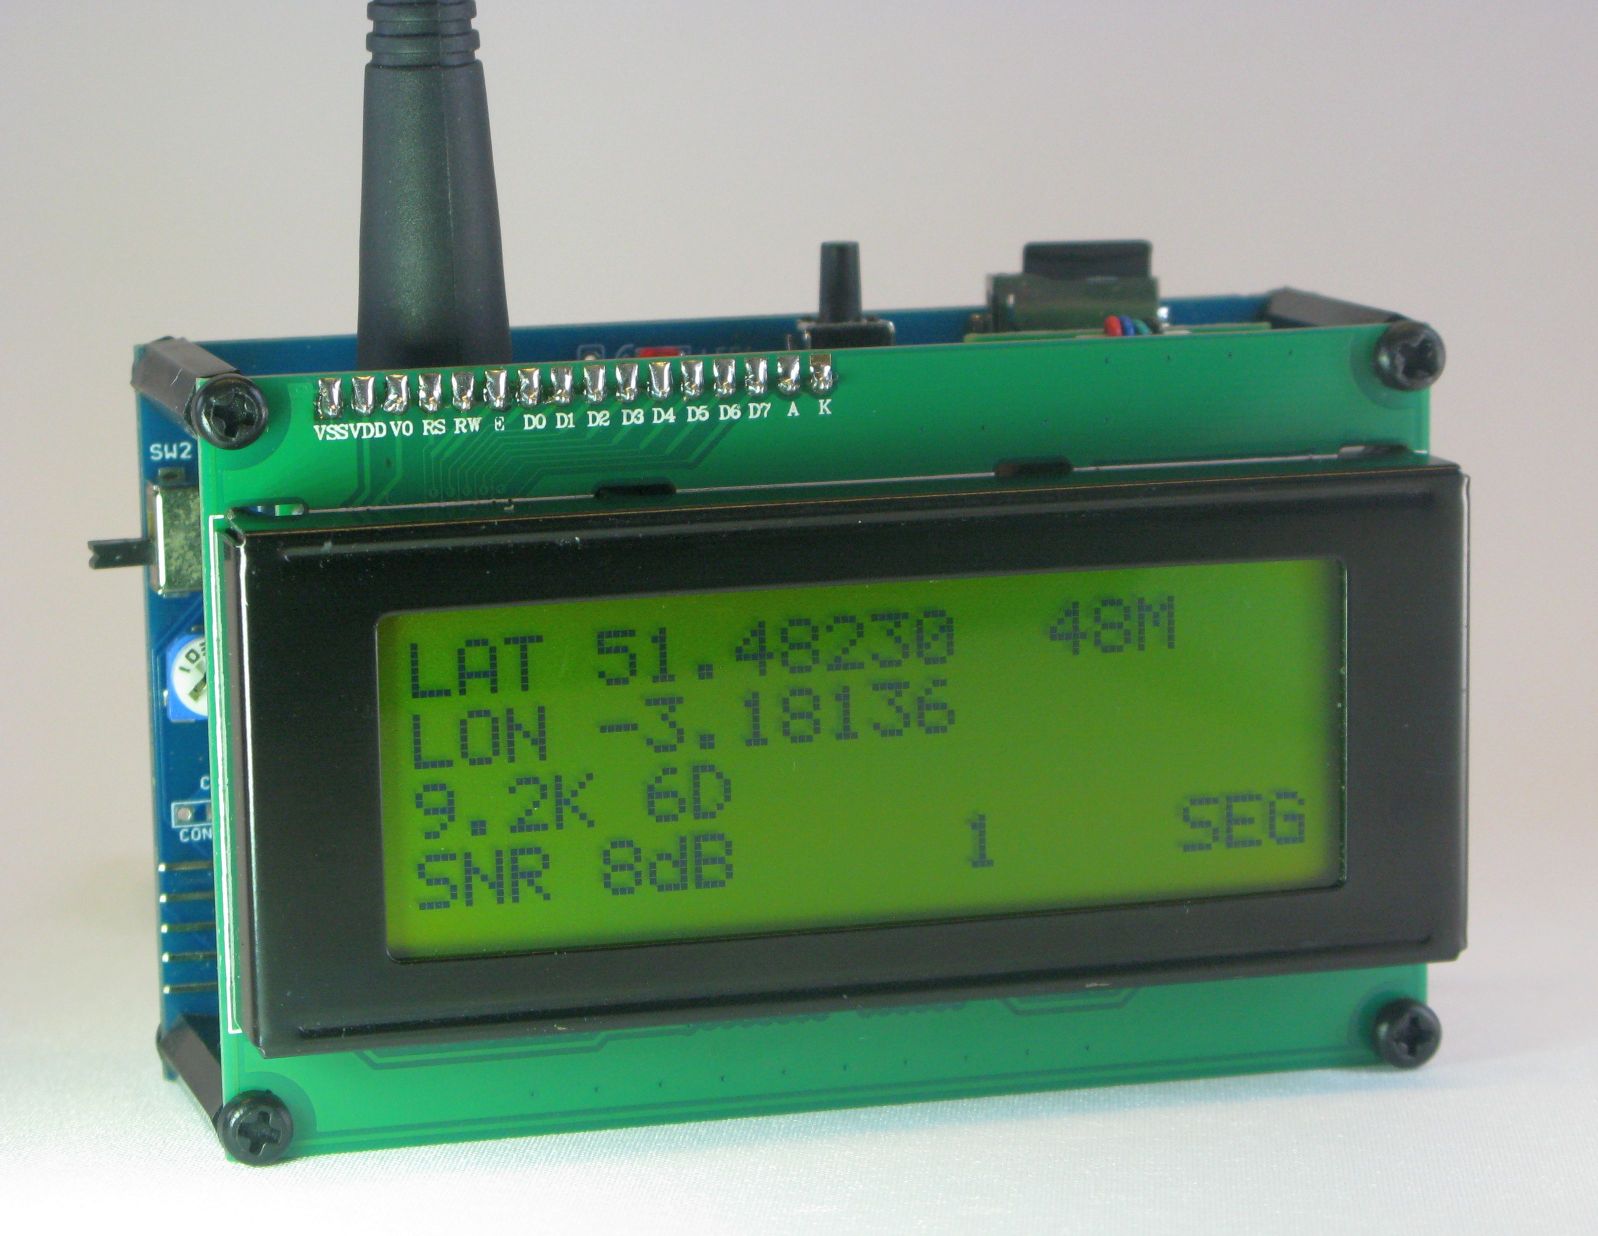 VSS VDD VO RS RW E D0 D1 D2 D3 D4 D5 D6 D7 A K
SW2
LAT 51.48230 48M
LON -3.18136
9.2K 6D
SNR 8dB 1 SEG
CON